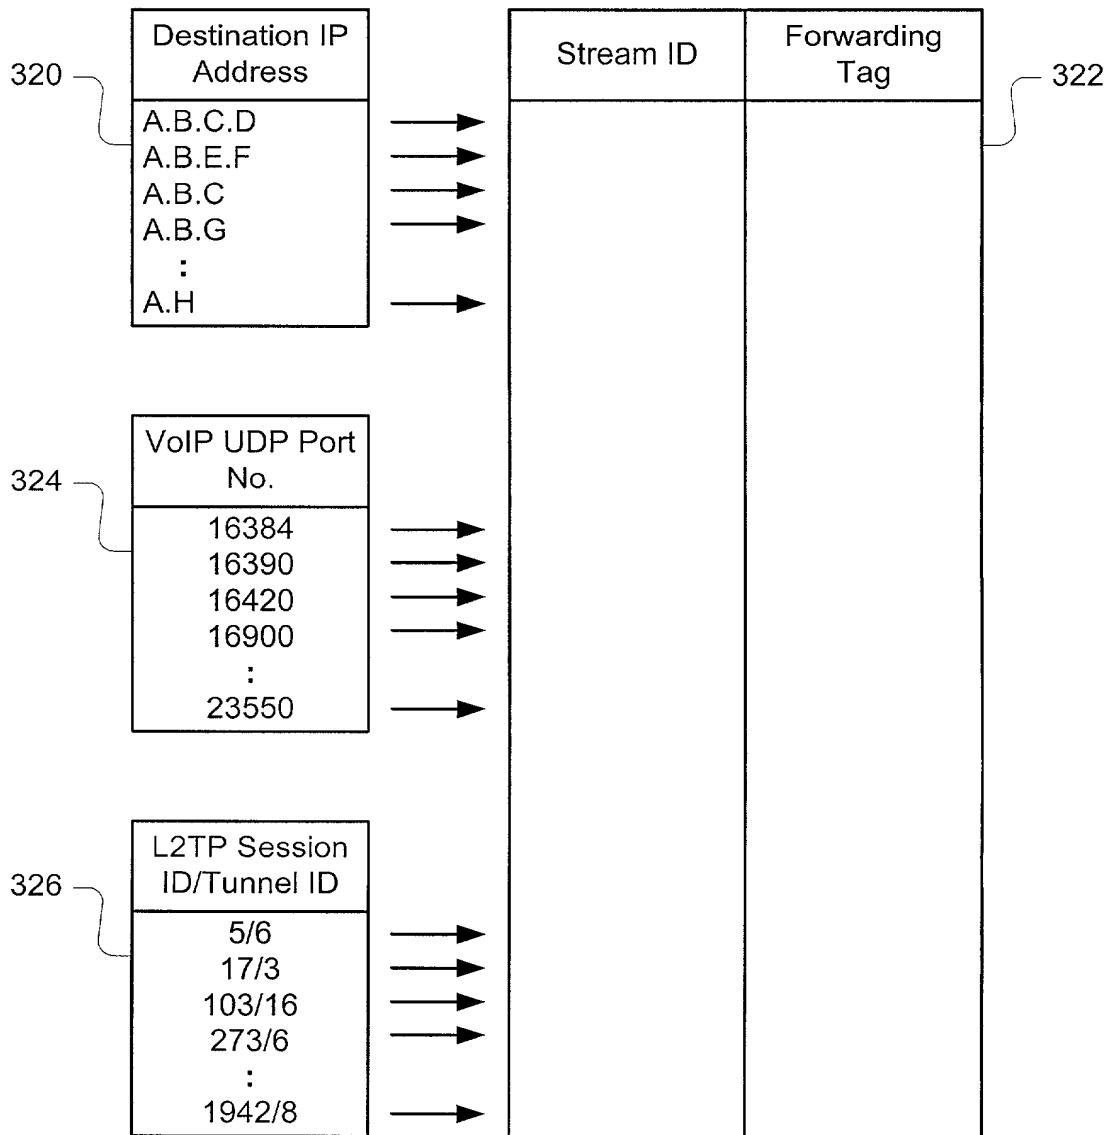 Destination IP
Address
320
A.B.C.D
A.B.E.F
A.B.C
A.B.G
:
A.H
Stream ID
Forwarding
Tag
322
VoIP UDP Port
No.
324
16384
16390
16420
16900
:
23550
L2TP Session
ID/Tunnel ID
326
5/6
17/3
103/16
273/6
:
1942/8